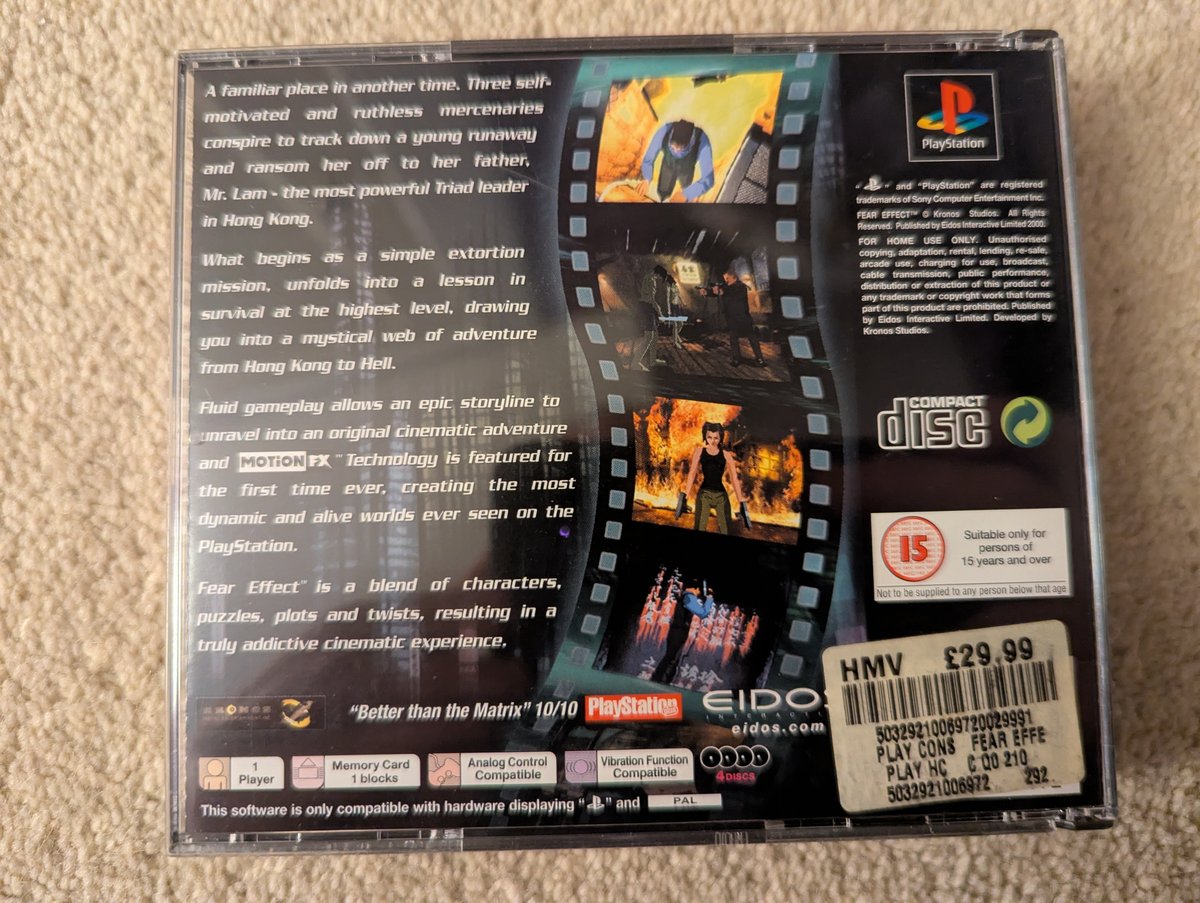 A familiar place in another time. Three self-
motivated and ruthless mercenaries
conspire to track down a young runaway
and ransom her off to her father,
Mr. Lam - the most powerful Triad leader
in Hong Kong.
What begins as a simple extortion
mission, unfolds into a lesson in
survival at the highest level, drawing
you into a mystical web of adventure
from Hong Kong to Hell.
Fluid gameplay allows an epic storyline to
unravel into an original cinematic adventure
and MOTION FX™ Technology is featured for
the first time ever, creating the most
dynamic and alive worlds ever seen on the
PlayStation.
Fear Effect™ is a blend of characters,
puzzles, plots and twists, resulting in a
truly addictive cinematic experience.
"Better than the Matrix" 10/10 PlayStation
EIDOS
INTERACTI
eidos.com
1
Player
Memory Card
1 blocks
Analog Control
Compatible
Vibration Function
Compatible
4 DISCS
This software is only compatible with hardware displaying " " and PAL
PlayStation
" " and "PlayStation" are registered
trademarks of Sony Computer Entertainment Inc.
FEAR EFFECT™ © Kronos Studios. All Rights
Reserved. Published by Eidos Interactive Limited 2000.
FOR HOME USE ONLY. Unauthorised
copying, adaptation, rental, lending, re-sale,
arcade use, charging for use, broadcast,
cable transmission, public performance,
distribution or extraction of this product or
any trademark or copyright work that forms
part of this product are prohibited. Published
by Eidos Interactive Limited. Developed by
Kronos Studios.
COMPACT
disc
15
Suitable only for
persons of
15 years and over
Not to be supplied to any person below that age
HMV £29.99
50329210069720029991
PLAY CONS FEAR EFFE
PLAY HC C 00 210
5032921006972 292